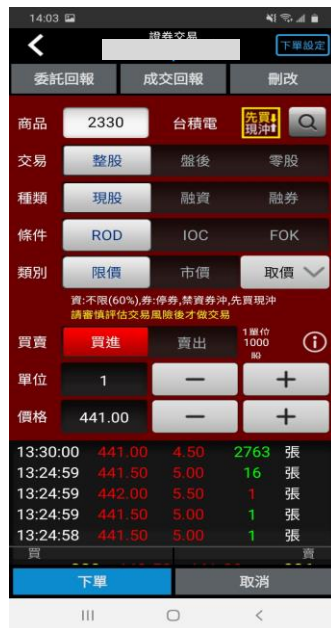 14:03
證券交易
下單設定
委託回報 成交回報 刪改
商品 2330 台積電 先買現沖
交易 整股 盤後 零股
種類 現股 融資 融券
條件 ROD IOC FOK
類別 限價 市價 取價
資:不限(60%),券:停券,禁資券沖,先買現沖
請審慎評估交易風險後才做交易
買賣 買進 賣出 1單位 1000 股
單位 1 — +
價格 441.00 — +
13:30:00 441.00 4.50 2763 張
13:24:59 441.50 5.00 16 張
13:24:59 442.00 5.50 1 張
13:24:59 441.50 5.00 1 張
13:24:58 441.50 5.00 1 張
買 賣
下單 取消